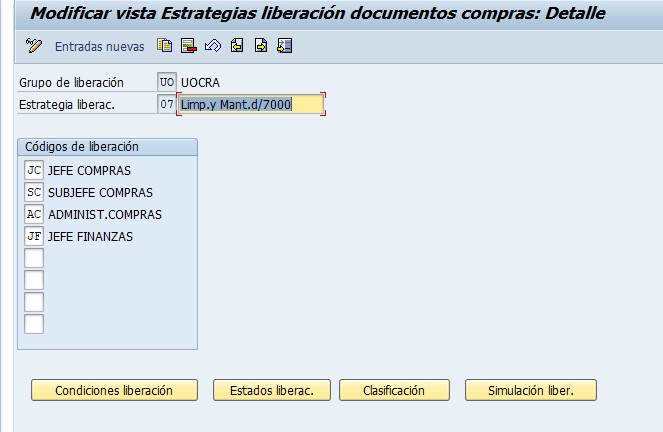 Modificar vista Estrategias liberación documentos compras: Detalle
Entradas nuevas
Grupo de liberación UO UOCRA
Estrategia liberac. 07 Limp.y Mant.d/7000
Códigos de liberación
JC JEFE COMPRAS
SC SUBJEFE COMPRAS
AC ADMINIST.COMPRAS
JF JEFE FINANZAS
Condiciones liberación Estados liberac. Clasificación Simulación liber.